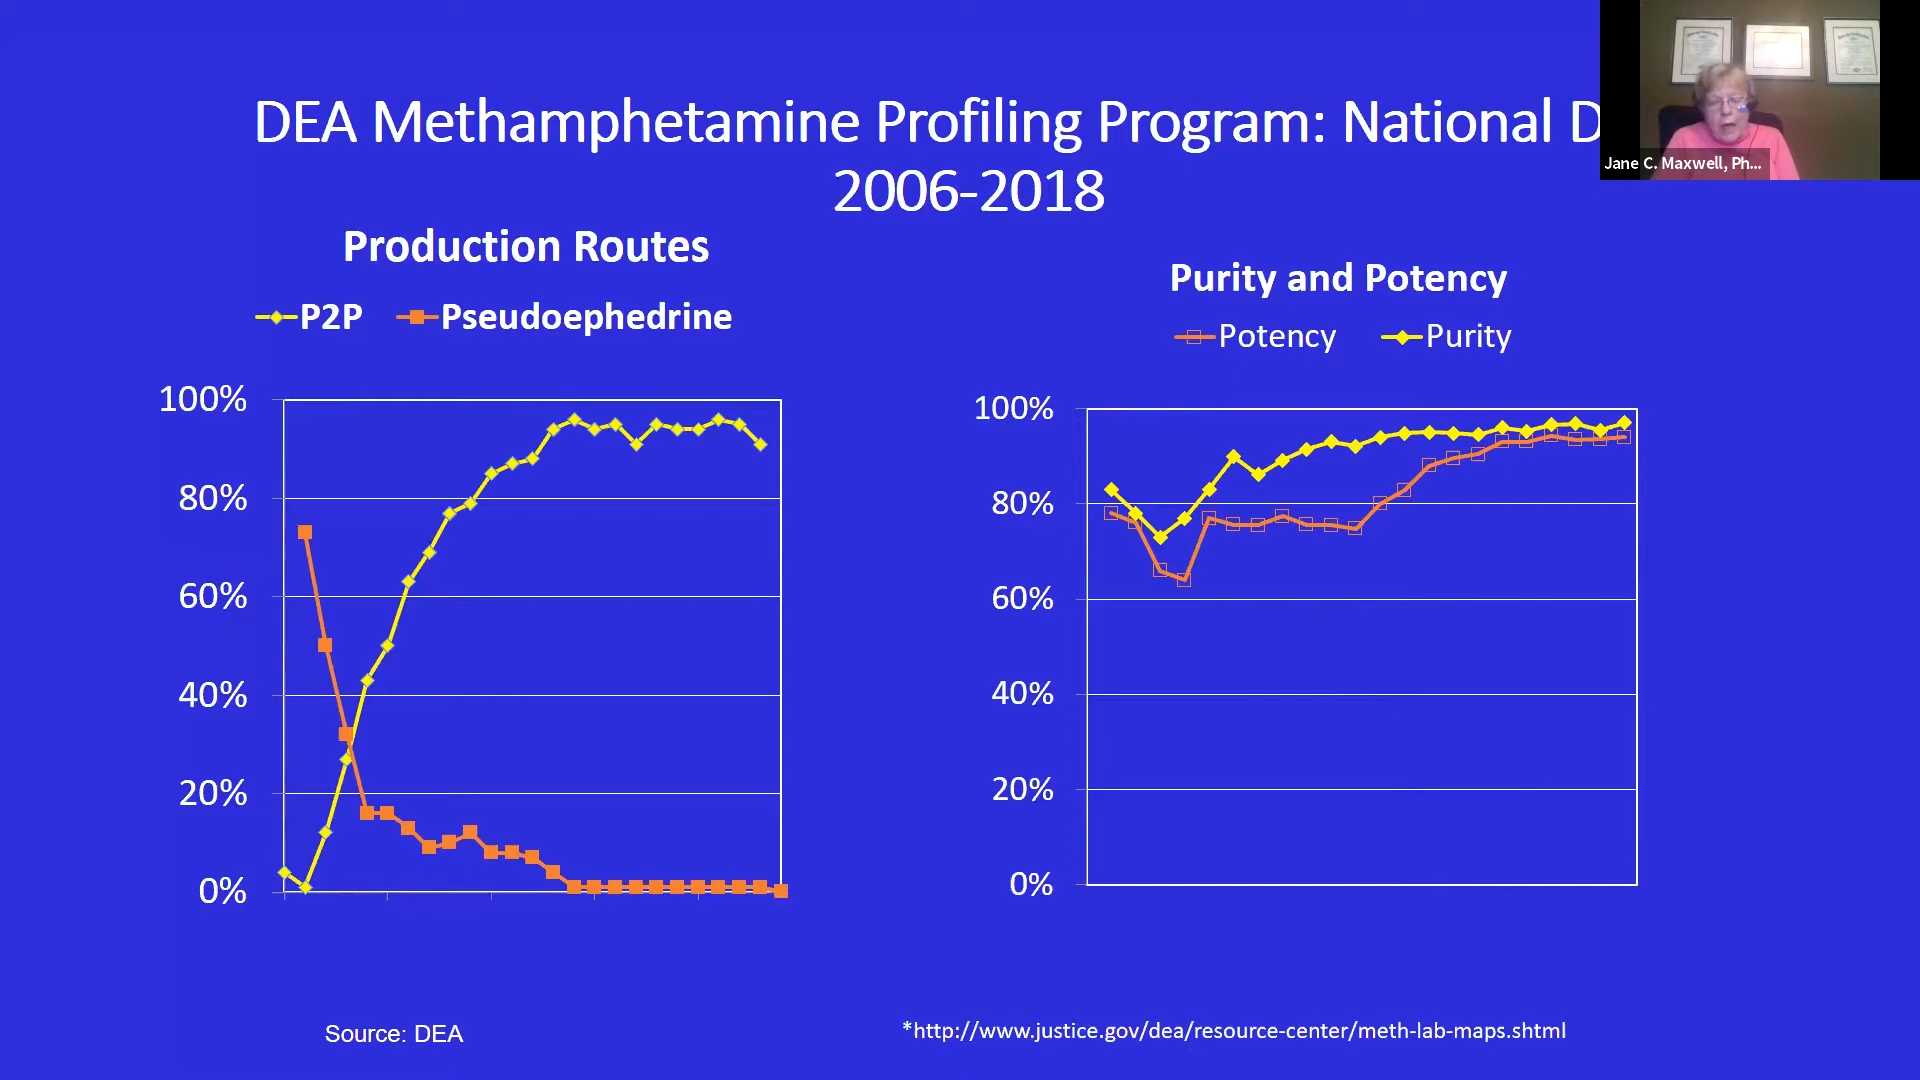 DEA Methamphetamine Profiling Program: National D
2006-2018
Jane C. Maxwell, Ph...
Production Routes
P2P Pseudoephedrine
100%
80%
60%
40%
20%
0%
Purity and Potency
Potency Purity
100%
80%
60%
40%
20%
0%
Source: DEA
*http://www.justice.gov/dea/resource-center/meth-lab-maps.shtml